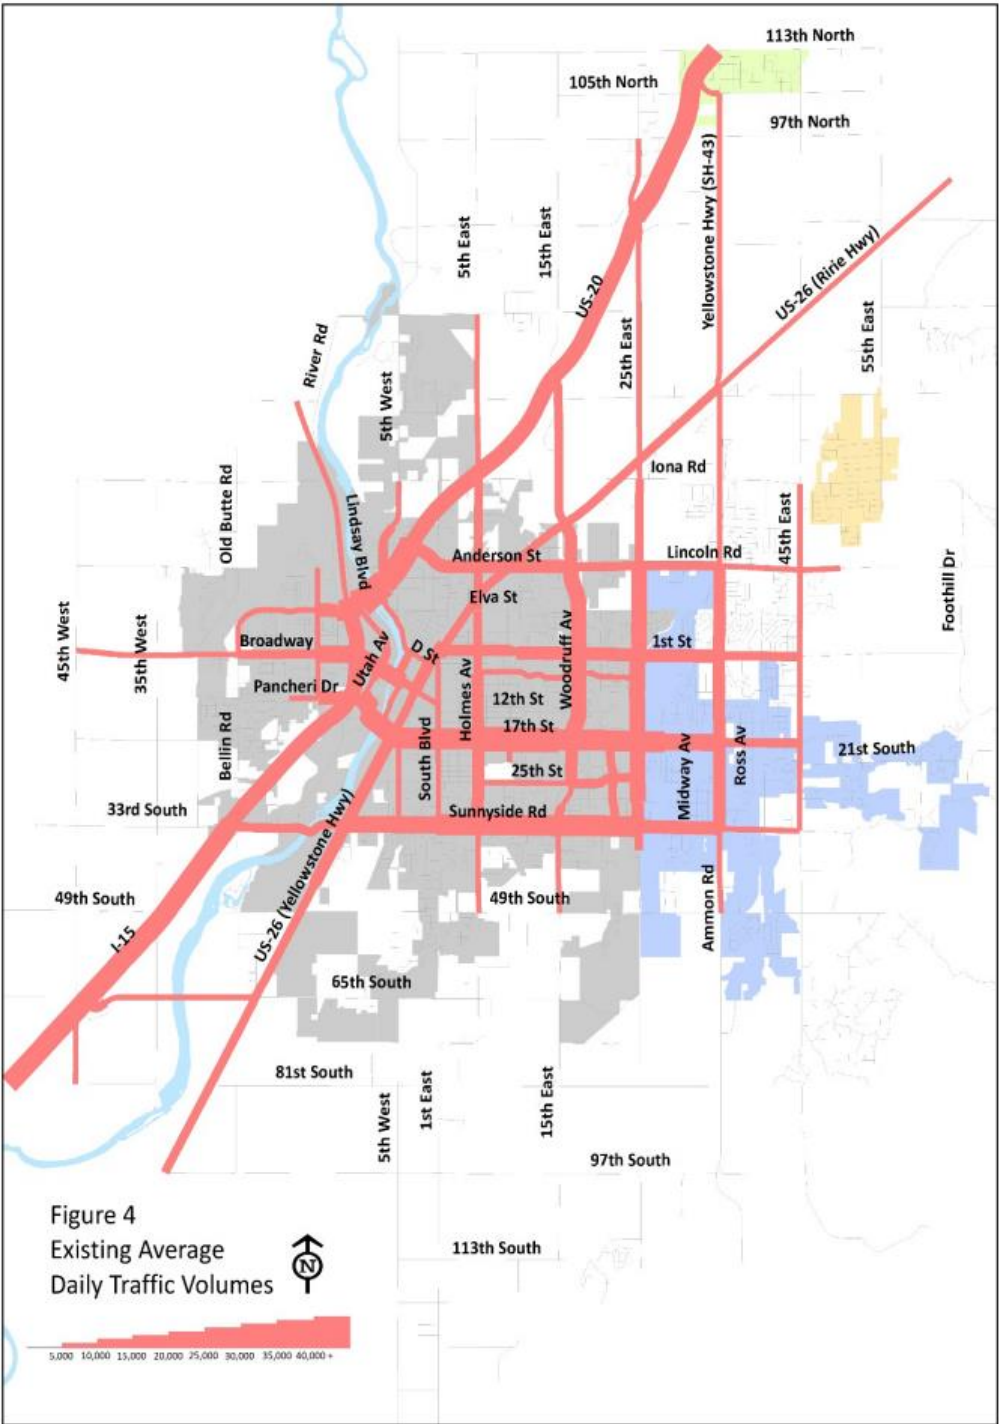 113th North
105th North
97th North
Yellowstone Hwy (SH-43)
5th East
15th East
US-20
US-26 (Ririe Hwy)
55th East
25th East
River Rd
5th West
Iona Rd
Old Butte Rd
Lindsay Blvd
45th East
Anderson St
Lincoln Rd
Foothill Dr
Elva St
45th West
35th West
Broadway
Utah Av
D St
Woodruff Av
1st St
Pancheri Dr
Holmes Av
12th St
17th St
Bellin Rd
South Blvd
Midway Av
Ross Av
21st South
25th St
33rd South
Sunnyside Rd
US-26 (Yellowstone Hwy)
49th South
49th South
Ammon Rd
I-15
65th South
81st South
5th West
1st East
15th East
97th South
113th South
Figure 4
Existing Average
Daily Traffic Volumes
N
5,000 10,000 15,000 20,000 25,000 30,000 35,000 40,000 +